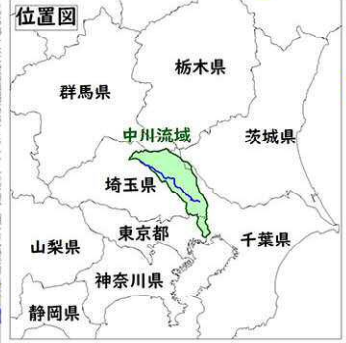 位置図
栃木県
群馬県
中川流域
茨城県
埼玉県
東京都
千葉県
山梨県
神奈川県
静岡県